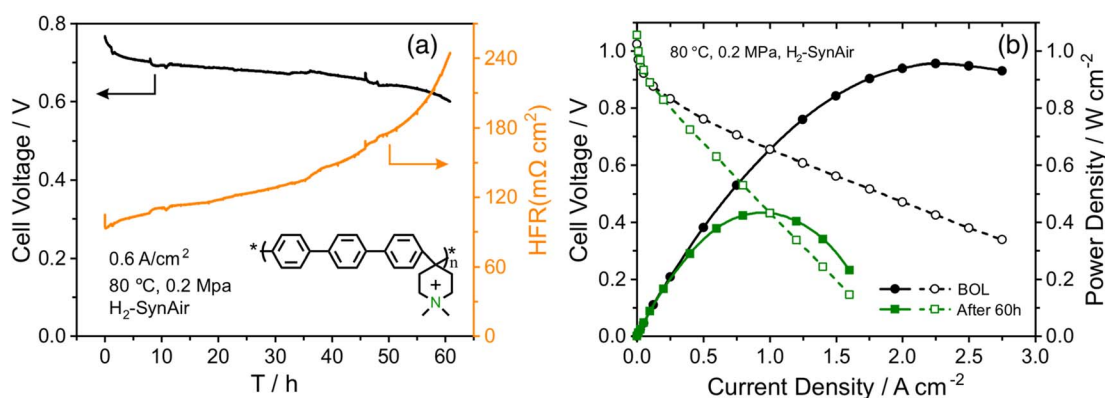 (a)
Cell Voltage / V
0.8
0.6
0.4
0.2
0.0
240
180
120
60
0
HFR(mΩ cm²)
0.6 A/cm²
80 °C, 0.2 Mpa
H₂-SynAir
*
*
n
+
N
0 10 20 30 40 50 60
T / h
(b)
80 °C, 0.2 MPa, H₂-SynAir
Cell Voltage / V
1.0
0.8
0.6
0.4
0.2
0.0
1.0
0.8
0.6
0.4
0.2
0.0
Power Density / W cm⁻²
BOL
After 60h
0.0 0.5 1.0 1.5 2.0 2.5 3.0
Current Density / A cm⁻²